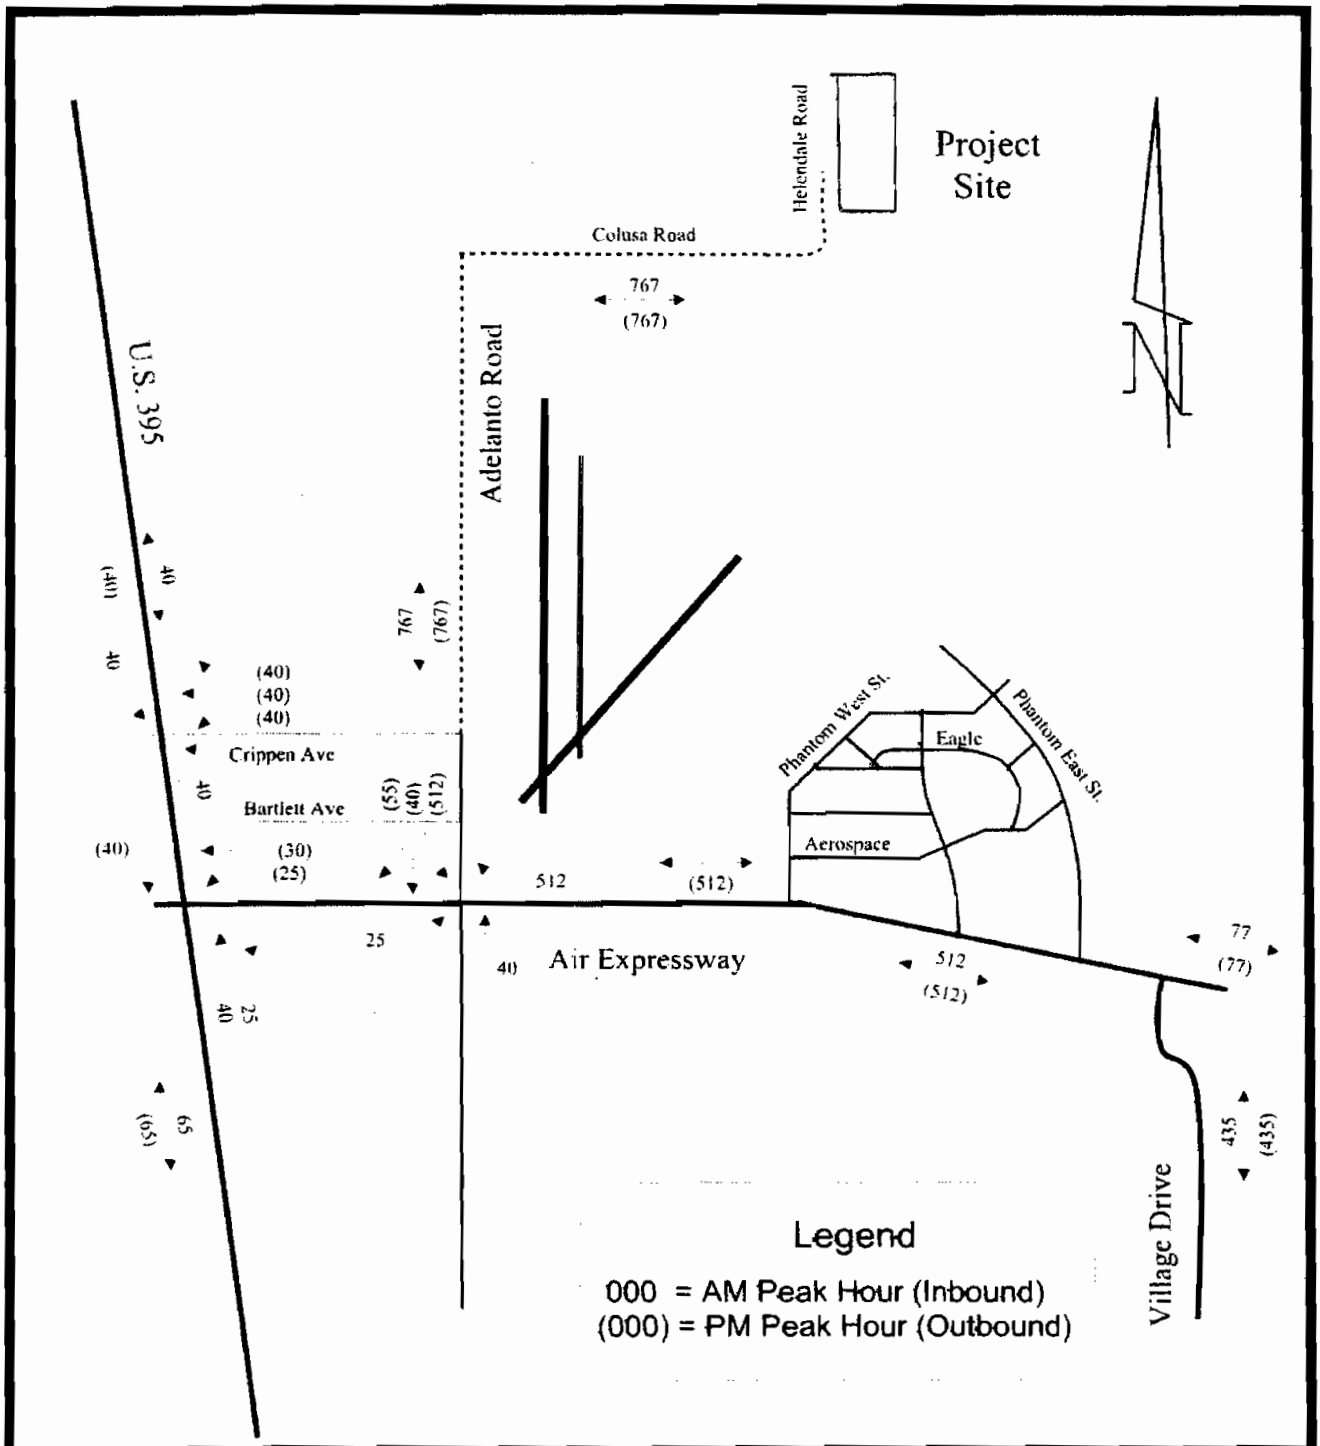 Helendale Road
Project
Site
Colusa Road
767
(767)
Adelanto Road
U.S. 395
N
40
(40)
40
767
(767)
(40)
(40)
(40)
Crippen Ave
40
Bartlett Ave
(55)
(40)
(512)
(40)
(30)
(25)
512
(512)
Phantom West St.
Phantom East St.
Eagle
Aerospace
25
40
Air Expressway
512
(512)
77
(77)
40
25
65
(65)
435
(435)
Village Drive
Legend
000 = AM Peak Hour (Inbound)
(000) = PM Peak Hour (Outbound)